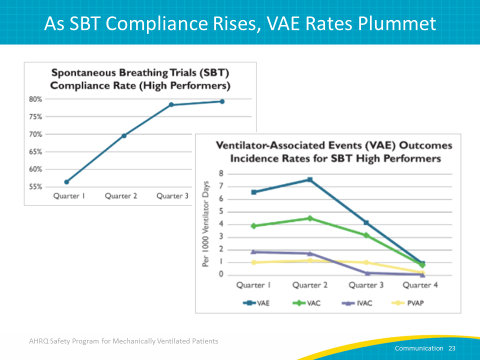 As SBT Compliance Rises, VAE Rates Plummet
Spontaneous Breathing Trials (SBT)
Compliance Rate (High Performers)
80%
75%
70%
65%
60%
55%
Quarter 1 Quarter 2 Quarter 3
Ventilator-Associated Events (VAE) Outcomes
Incidence Rates for SBT High Performers
Per 1000 Ventilator Days
8
7
6
5
4
3
2
1
0
Quarter 1 Quarter 2 Quarter 3 Quarter 4
VAE VAC IVAC PVAP
AHRQ Safety Program for Mechanically Ventilated Patients
Communication 23